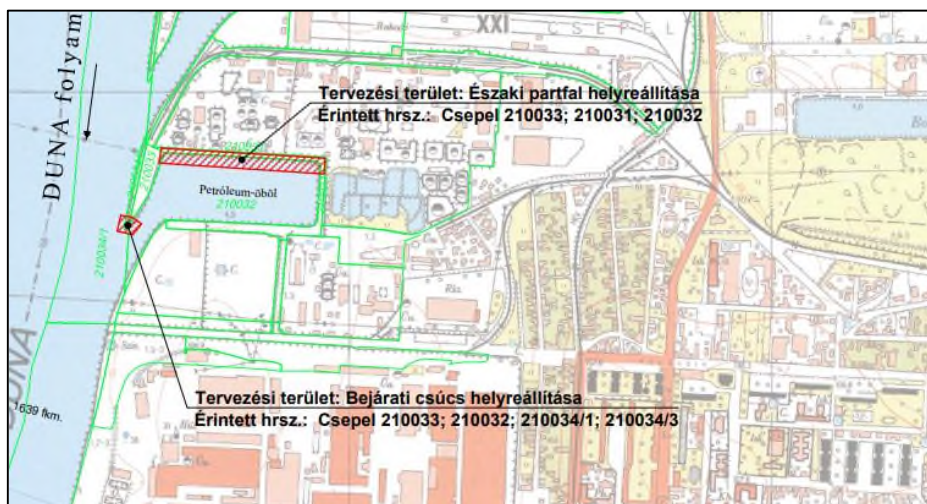 XXI
CSEPEL
DUNA-folyam
Tervezési terület: Északi partfal helyreállítása
Érintett hrsz.: Csepel 210033; 210031; 210032
210033
Petróleum-öböl
210032
210034/1
DUNA
1639 fkm.
Tervezési terület: Bejárati csúcs helyreállítása
Érintett hrsz.: Csepel 210033; 210032; 210034/1; 210034/3